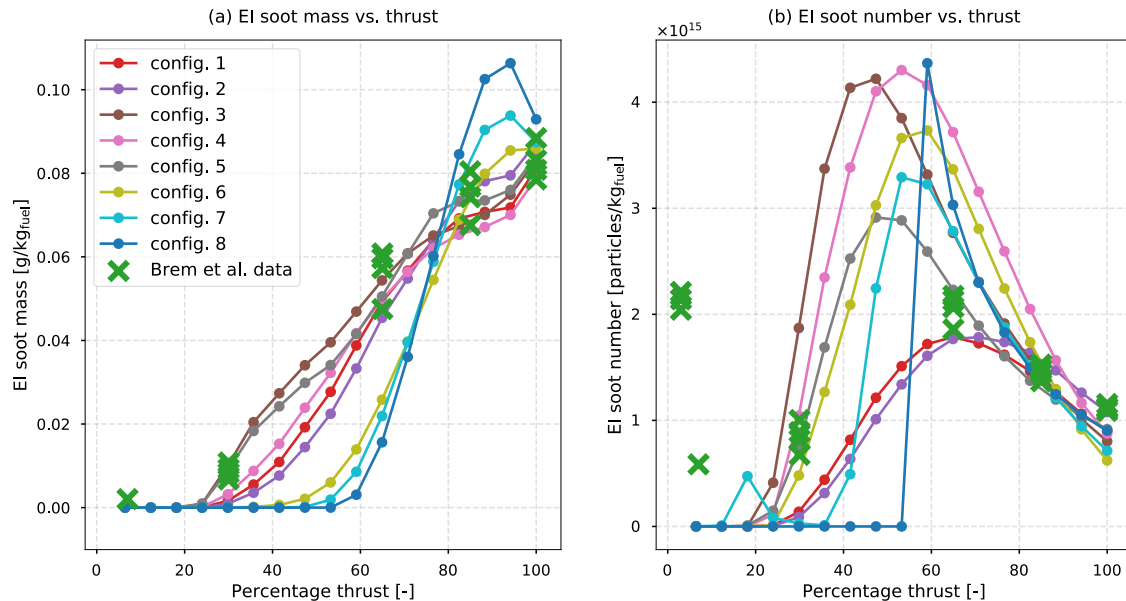 (a) EI soot mass vs. thrust
EI soot mass [g/kg_fuel]
0.10
0.08
0.06
0.04
0.02
0.00
config. 1
config. 2
config. 3
config. 4
config. 5
config. 6
config. 7
config. 8
Brem et al. data
0 20 40 60 80 100
Percentage thrust [-]
(b) EI soot number vs. thrust
×10¹⁵
EI soot number [particles/kg_fuel]
4
3
2
1
0
0 20 40 60 80 100
Percentage thrust [-]